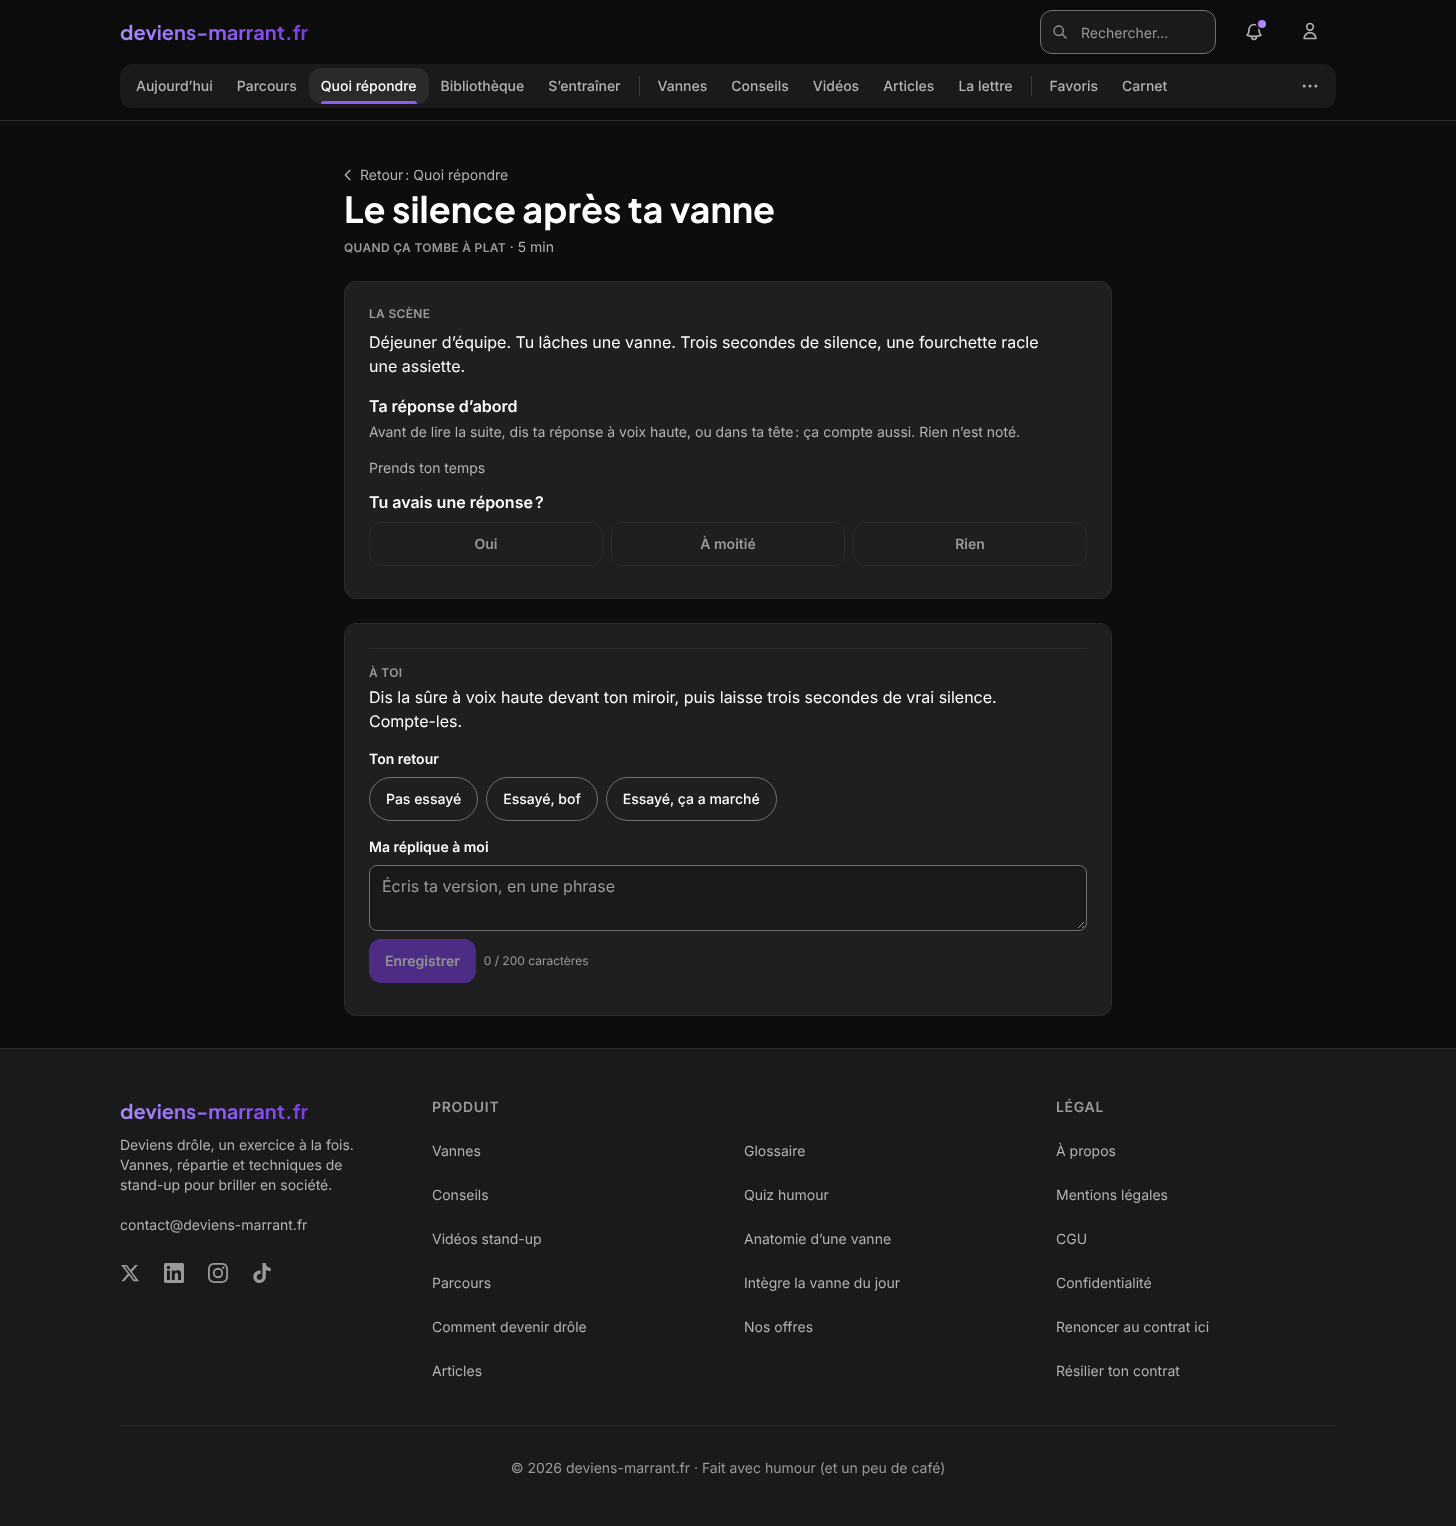 deviens-marrant.fr
Rechercher...
Aujourd’hui
Parcours
Quoi répondre
Bibliothèque
S’entraîner
Vannes
Conseils
Vidéos
Articles
La lettre
Favoris
Carnet
Retour : Quoi répondre
Le silence après ta vanne
QUAND ÇA TOMBE À PLAT · 5 min
LA SCÈNE
Déjeuner d’équipe. Tu lâches une vanne. Trois secondes de silence, une fourchette racle
une assiette.
Ta réponse d’abord
Avant de lire la suite, dis ta réponse à voix haute, ou dans ta tête : ça compte aussi. Rien n’est noté.
Prends ton temps
Tu avais une réponse ?
Oui
À moitié
Rien
À TOI
Dis la sûre à voix haute devant ton miroir, puis laisse trois secondes de vrai silence.
Compte-les.
Ton retour
Pas essayé
Essayé, bof
Essayé, ça a marché
Ma réplique à moi
Écris ta version, en une phrase
Enregistrer
0 / 200 caractères
deviens-marrant.fr
Deviens drôle, un exercice à la fois.
Vannes, répartie et techniques de
stand-up pour briller en société.
contact@deviens-marrant.fr
PRODUIT
Vannes
Conseils
Vidéos stand-up
Parcours
Comment devenir drôle
Articles
Glossaire
Quiz humour
Anatomie d’une vanne
Intègre la vanne du jour
Nos offres
LÉGAL
À propos
Mentions légales
CGU
Confidentialité
Renoncer au contrat ici
Résilier ton contrat
© 2026 deviens-marrant.fr · Fait avec humour (et un peu de café)